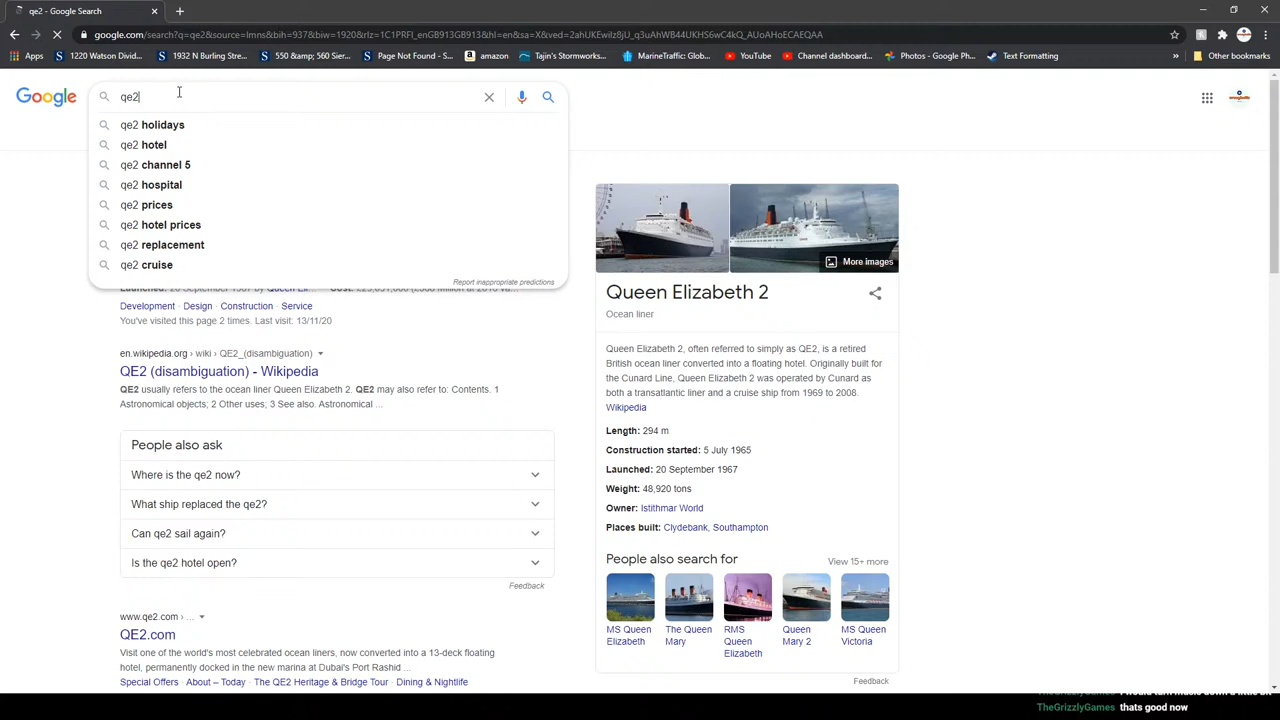 qe2 - Google Search
google.com/search?q=qe2&source=lmns&bih=937&biw=1920&rlz=1C1PRFI_enGB913GB913&hl=en&sa=X&ved=2ahUKEwilz8jU_q3uAhWB44UKHS6wC4kQ_AUoAHoECAEQAA
Apps
1220 Watson Divid...
1932 N Burling Stre...
550 &amp; 560 Sier...
Page Not Found - S...
amazon
Tajin's Stormworks...
MarineTraffic: Glob...
YouTube
Channel dashboard...
Photos - Google Ph...
Text Formatting
»
Other bookmarks
Google
qe2
qe2 holidays
qe2 hotel
qe2 channel 5
qe2 hospital
qe2 prices
qe2 hotel prices
qe2 replacement
qe2 cruise
Report inappropriate predictions
Development · Design · Construction · Service
You've visited this page 2 times. Last visit: 13/11/20
en.wikipedia.org › wiki › QE2_(disambiguation)
QE2 (disambiguation) - Wikipedia
QE2 usually refers to the ocean liner Queen Elizabeth 2. QE2 may also refer to: Contents. 1
Astronomical objects; 2 Other uses; 3 See also. Astronomical ...
People also ask
Where is the qe2 now?
What ship replaced the qe2?
Can qe2 sail again?
Is the qe2 hotel open?
Feedback
www.qe2.com › ...
QE2.com
Visit one of the world's most celebrated ocean liners, now converted into a 13-deck floating
hotel, permanently docked in the new marina at Dubai's Port Rashid ...
Special Offers · About – Today · The QE2 Heritage & Bridge Tour · Dining & Nightlife
More images
Queen Elizabeth 2
Ocean liner
Queen Elizabeth 2, often referred to simply as QE2, is a retired
British ocean liner converted into a floating hotel. Originally built for
the Cunard Line, Queen Elizabeth 2 was operated by Cunard as
both a transatlantic liner and a cruise ship from 1969 to 2008.
Wikipedia
Length: 294 m
Construction started: 5 July 1965
Launched: 20 September 1967
Weight: 48,920 tons
Owner: Istithmar World
Places built: Clydebank, Southampton
People also search for
View 15+ more
MS Queen Elizabeth
The Queen Mary
RMS Queen Elizabeth
Queen Mary 2
MS Queen Victoria
Feedback
TheGrizzlyGames thats good now